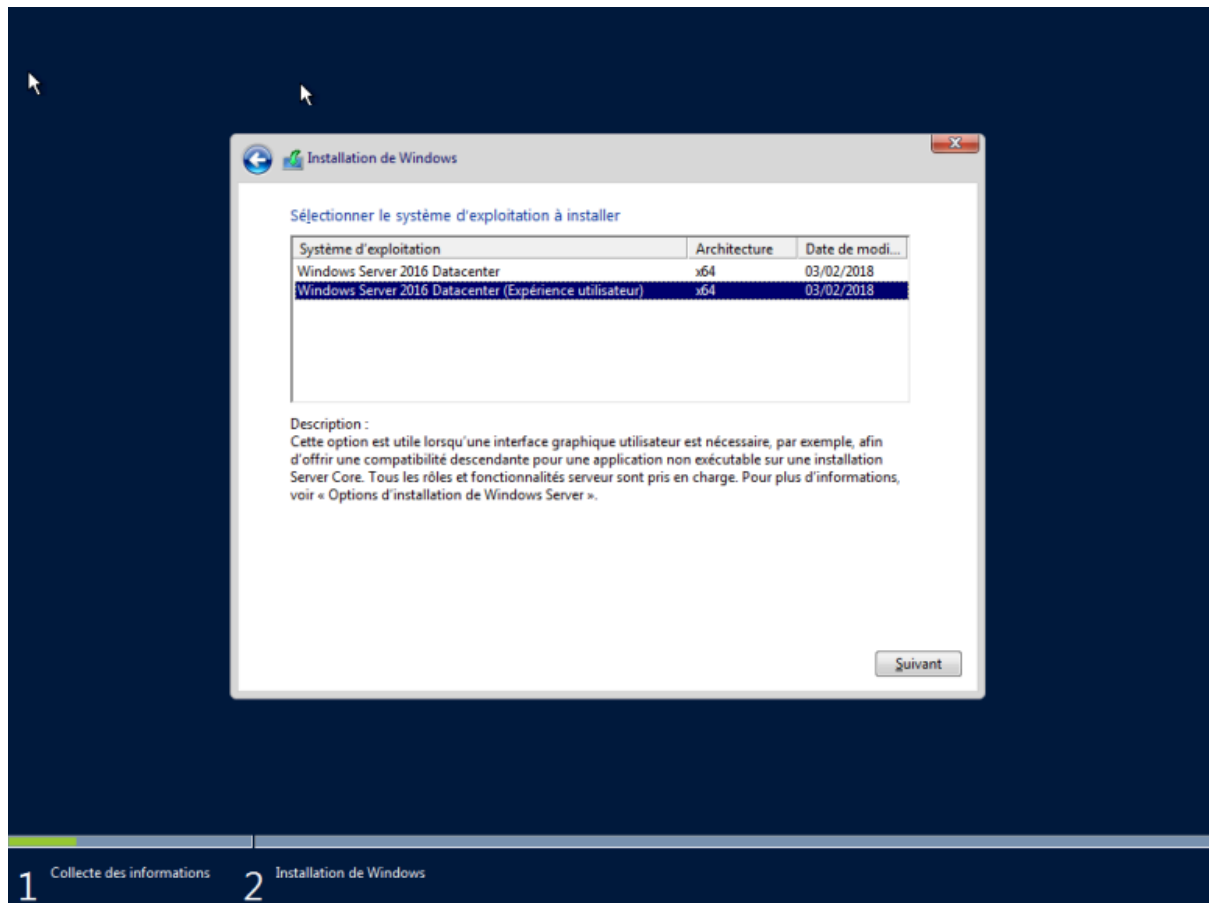 Installation de Windows
Sélectionner le système d'exploitation à installer
Système d'exploitation Architecture Date de modi...
Windows Server 2016 Datacenter x64 03/02/2018
Windows Server 2016 Datacenter (Expérience utilisateur) x64 03/02/2018
Description :
Cette option est utile lorsqu'une interface graphique utilisateur est nécessaire, par exemple, afin
d'offrir une compatibilité descendante pour une application non exécutable sur une installation
Server Core. Tous les rôles et fonctionnalités serveur sont pris en charge. Pour plus d'informations,
voir « Options d'installation de Windows Server ».
Suivant
1 Collecte des informations 2 Installation de Windows